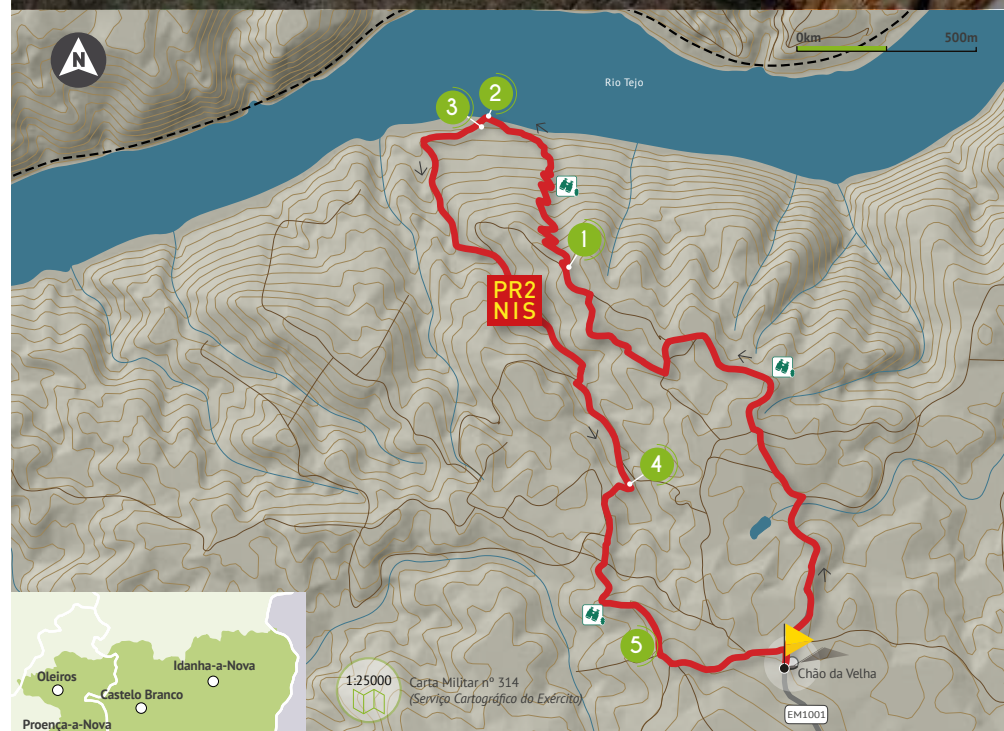 N
0km 500m
Rio Tejo
3
2
1
PR2
NIS
4
5
Chão da Velha
EM1001
1:25000
Carta Militar nº 314
(Serviço Cartográfico do Exército)
Idanha-a-Nova
Oleiros
Castelo Branco
Proença-a-Nova